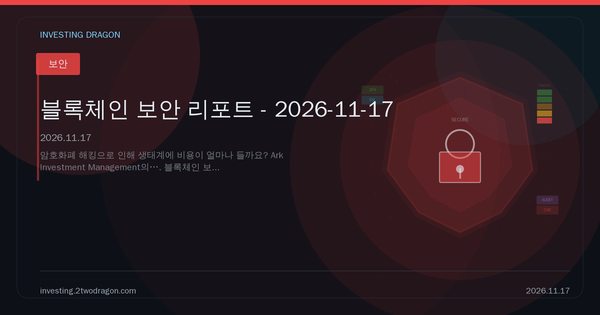 INVESTING DRAGON
보안
블록체인 보안 리포트 - 2026-11-17
2026.11.17
암호화폐 해킹으로 인해 생태계에 비용이 얼마나 들까요? Ark
Investment Management의…. 블록체인 보...
SECURE
investing.2twodragon.com
2026.11.17